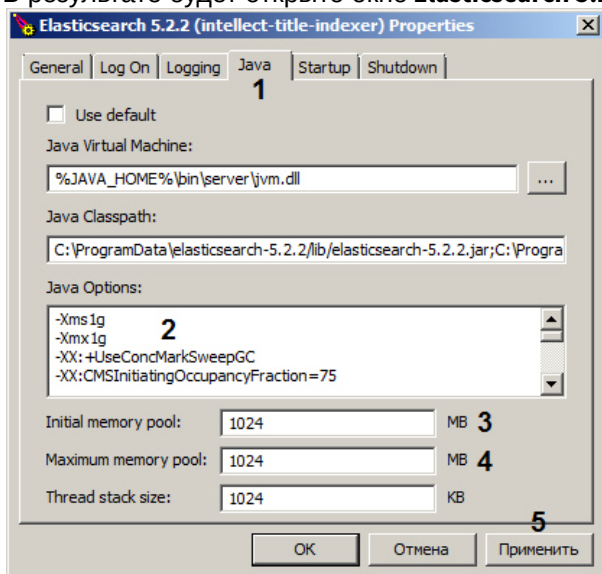 В результате будет открыто окно Elasticsearch 5.2
Elasticsearch 5.2.2 (intellect-title-indexer) Properties
General Log On Logging Java Startup Shutdown
1
Use default
Java Virtual Machine:
%JAVA_HOME%\bin\server\jvm.dll ...
Java Classpath:
C:\ProgramData\elasticsearch-5.2.2/lib/elasticsearch-5.2.2.jar;C:\Progra
Java Options:
-Xms1g
-Xmx1g 2
-XX:+UseConcMarkSweepGC
-XX:CMSInitiatingOccupancyFraction=75
Initial memory pool: 1024 MB 3
Maximum memory pool: 1024 MB 4
Thread stack size: 1024 KB
5
OK Отмена Применить